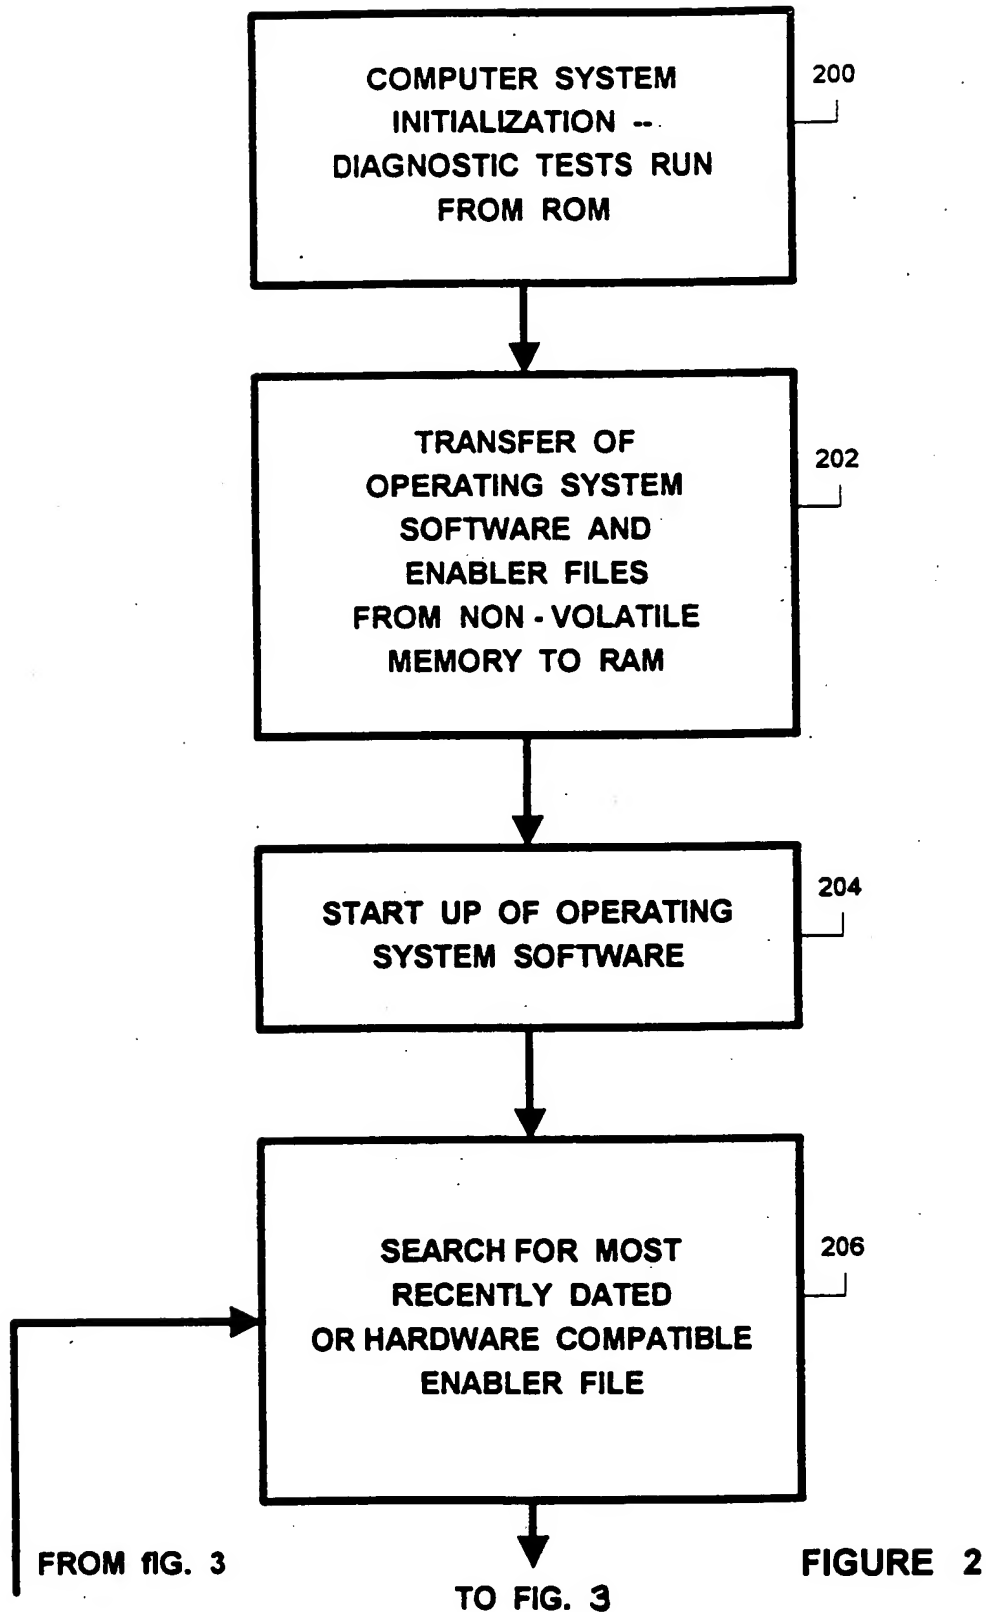 COMPUTER SYSTEM
INITIALIZATION --
DIAGNOSTIC TESTS RUN
FROM ROM
200
TRANSFER OF
OPERATING SYSTEM
SOFTWARE AND
ENABLER FILES
FROM NON - VOLATILE
MEMORY TO RAM
202
START UP OF OPERATING
SYSTEM SOFTWARE
204
SEARCH FOR MOST
RECENTLY DATED
OR HARDWARE COMPATIBLE
ENABLER FILE
206
FROM fIG. 3
TO FIG. 3
FIGURE 2